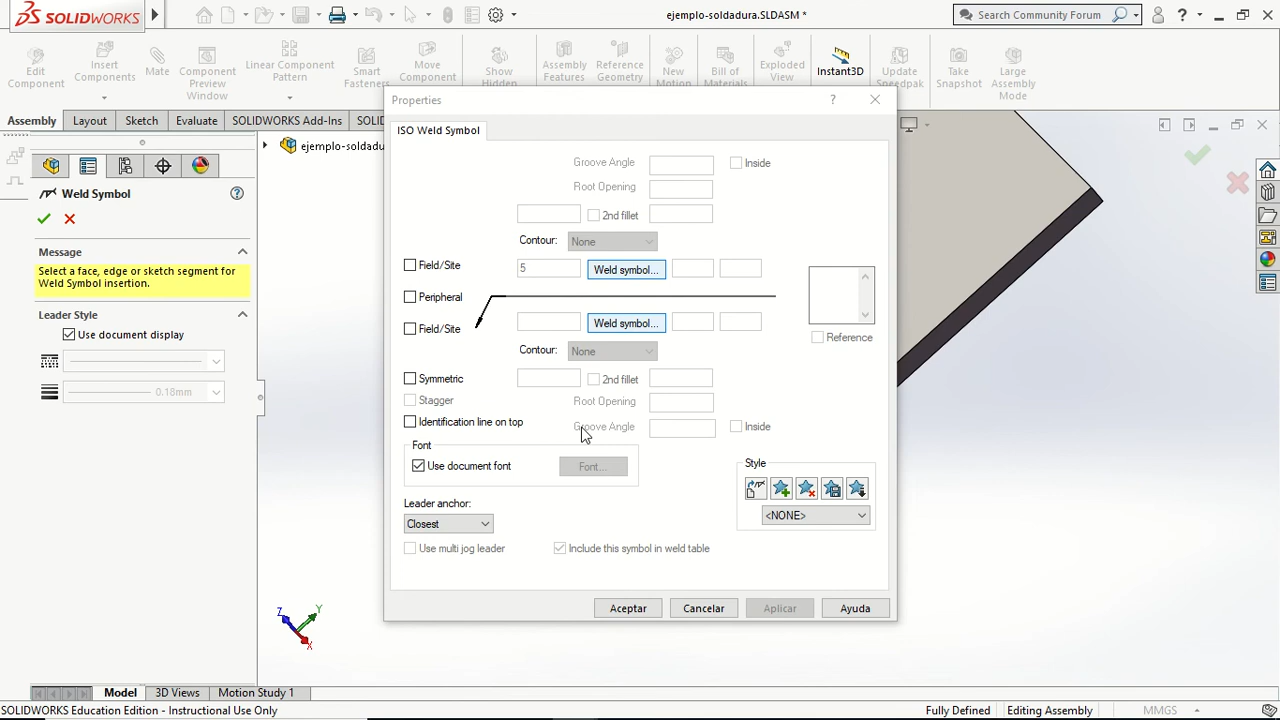 SOLIDWORKS
ejemplo-soldadura.SLDASM *
Search Community Forum
Edit Component
Insert Components
Mate
Component Preview Window
Linear Component Pattern
Smart Fasteners
Move Component
Show Hidden
Assembly Features
Reference Geometry
New Motion
Bill of Materials
Exploded View
Instant3D
Update Speedpak
Take Snapshot
Large Assembly Mode
Assembly
Layout
Sketch
Evaluate
SOLIDWORKS Add-Ins
SOLID
ejemplo-soldadu
Weld Symbol
Message
Select a face, edge or sketch segment for
Weld Symbol insertion.
Leader Style
Use document display
0.18mm
Properties
ISO Weld Symbol
Groove Angle
Inside
Root Opening
2nd fillet
Contour:
None
Field/Site
5
Weld symbol...
Peripheral
Field/Site
Weld symbol...
Reference
Contour:
None
Symmetric
2nd fillet
Stagger
Root Opening
Identification line on top
Groove Angle
Inside
Font
Use document font
Font...
Style
<NONE>
Leader anchor:
Closest
Use multi jog leader
Include this symbol in weld table
Aceptar
Cancelar
Aplicar
Ayuda
Z
Y
X
Model
3D Views
Motion Study 1
SOLIDWORKS Education Edition - Instructional Use Only
Fully Defined
Editing Assembly
MMGS